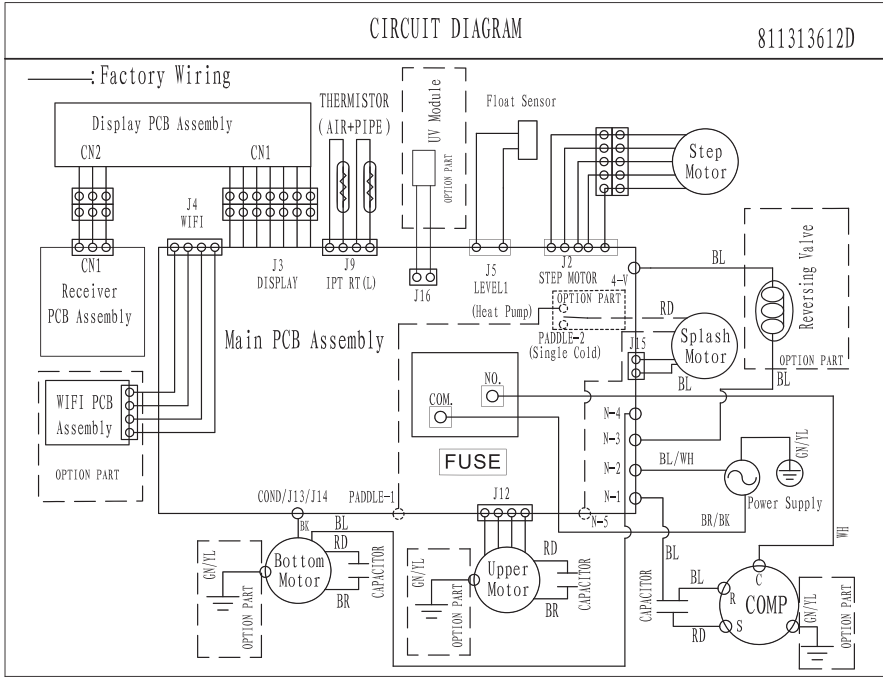 CIRCUIT DIAGRAM
811313612D
: Factory Wiring
Display PCB Assembly
CN2
CN1
THERMISTOR
(AIR+PIPE)
UV Module
OPTION PART
Float Sensor
Step
Motor
J4
WIFI
CN1
Receiver
PCB Assembly
J3
DISPLAY
J9
IPT RT(L)
J16
J5
LEVEL1
J2
STEP MOTOR
4-V
BL
Reversing Valve
OPTION PART
BL
Main PCB Assembly
(Heat Pump)
OPTION PART
PADDLE-2
(Single Cold)
RD
Splash
Motor
J15
BL
WIFI PCB
Assembly
OPTION PART
COM.
NO.
FUSE
N-4
N-3
N-2
N-1
N-5
BL/WH
GN/YL
Power Supply
BR/BK
COND/J13/J14
PADDLE-1
J12
BK
BL
RD
Bottom
Motor
BR
CAPACITOR
GN/YL
OPTION PART
GN/YL
OPTION PART
Upper
Motor
RD
BR
CAPACITOR
BL
WH
CAPACITOR
BL
RD
R
C
S
COMP
GN/YL
OPTION PART